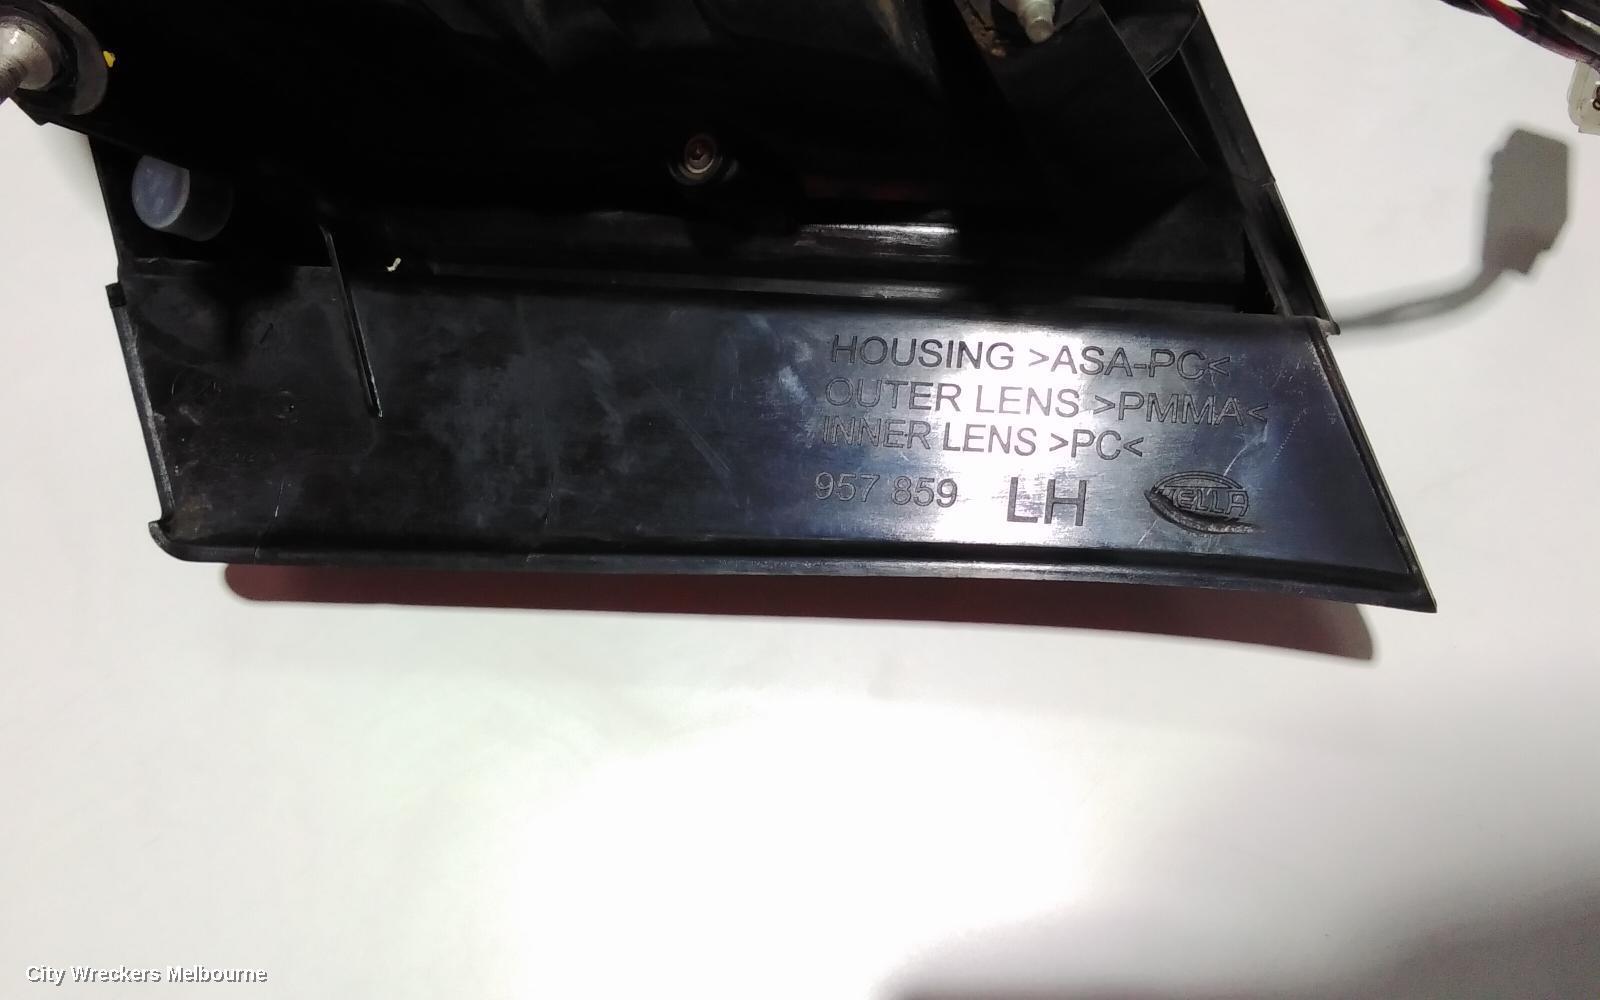 HOUSING >ASA-PC<
OUTER LENS >PMMA<
INNER LENS >PC<
957 859 LH HELLA
City Wreckers Melbourne